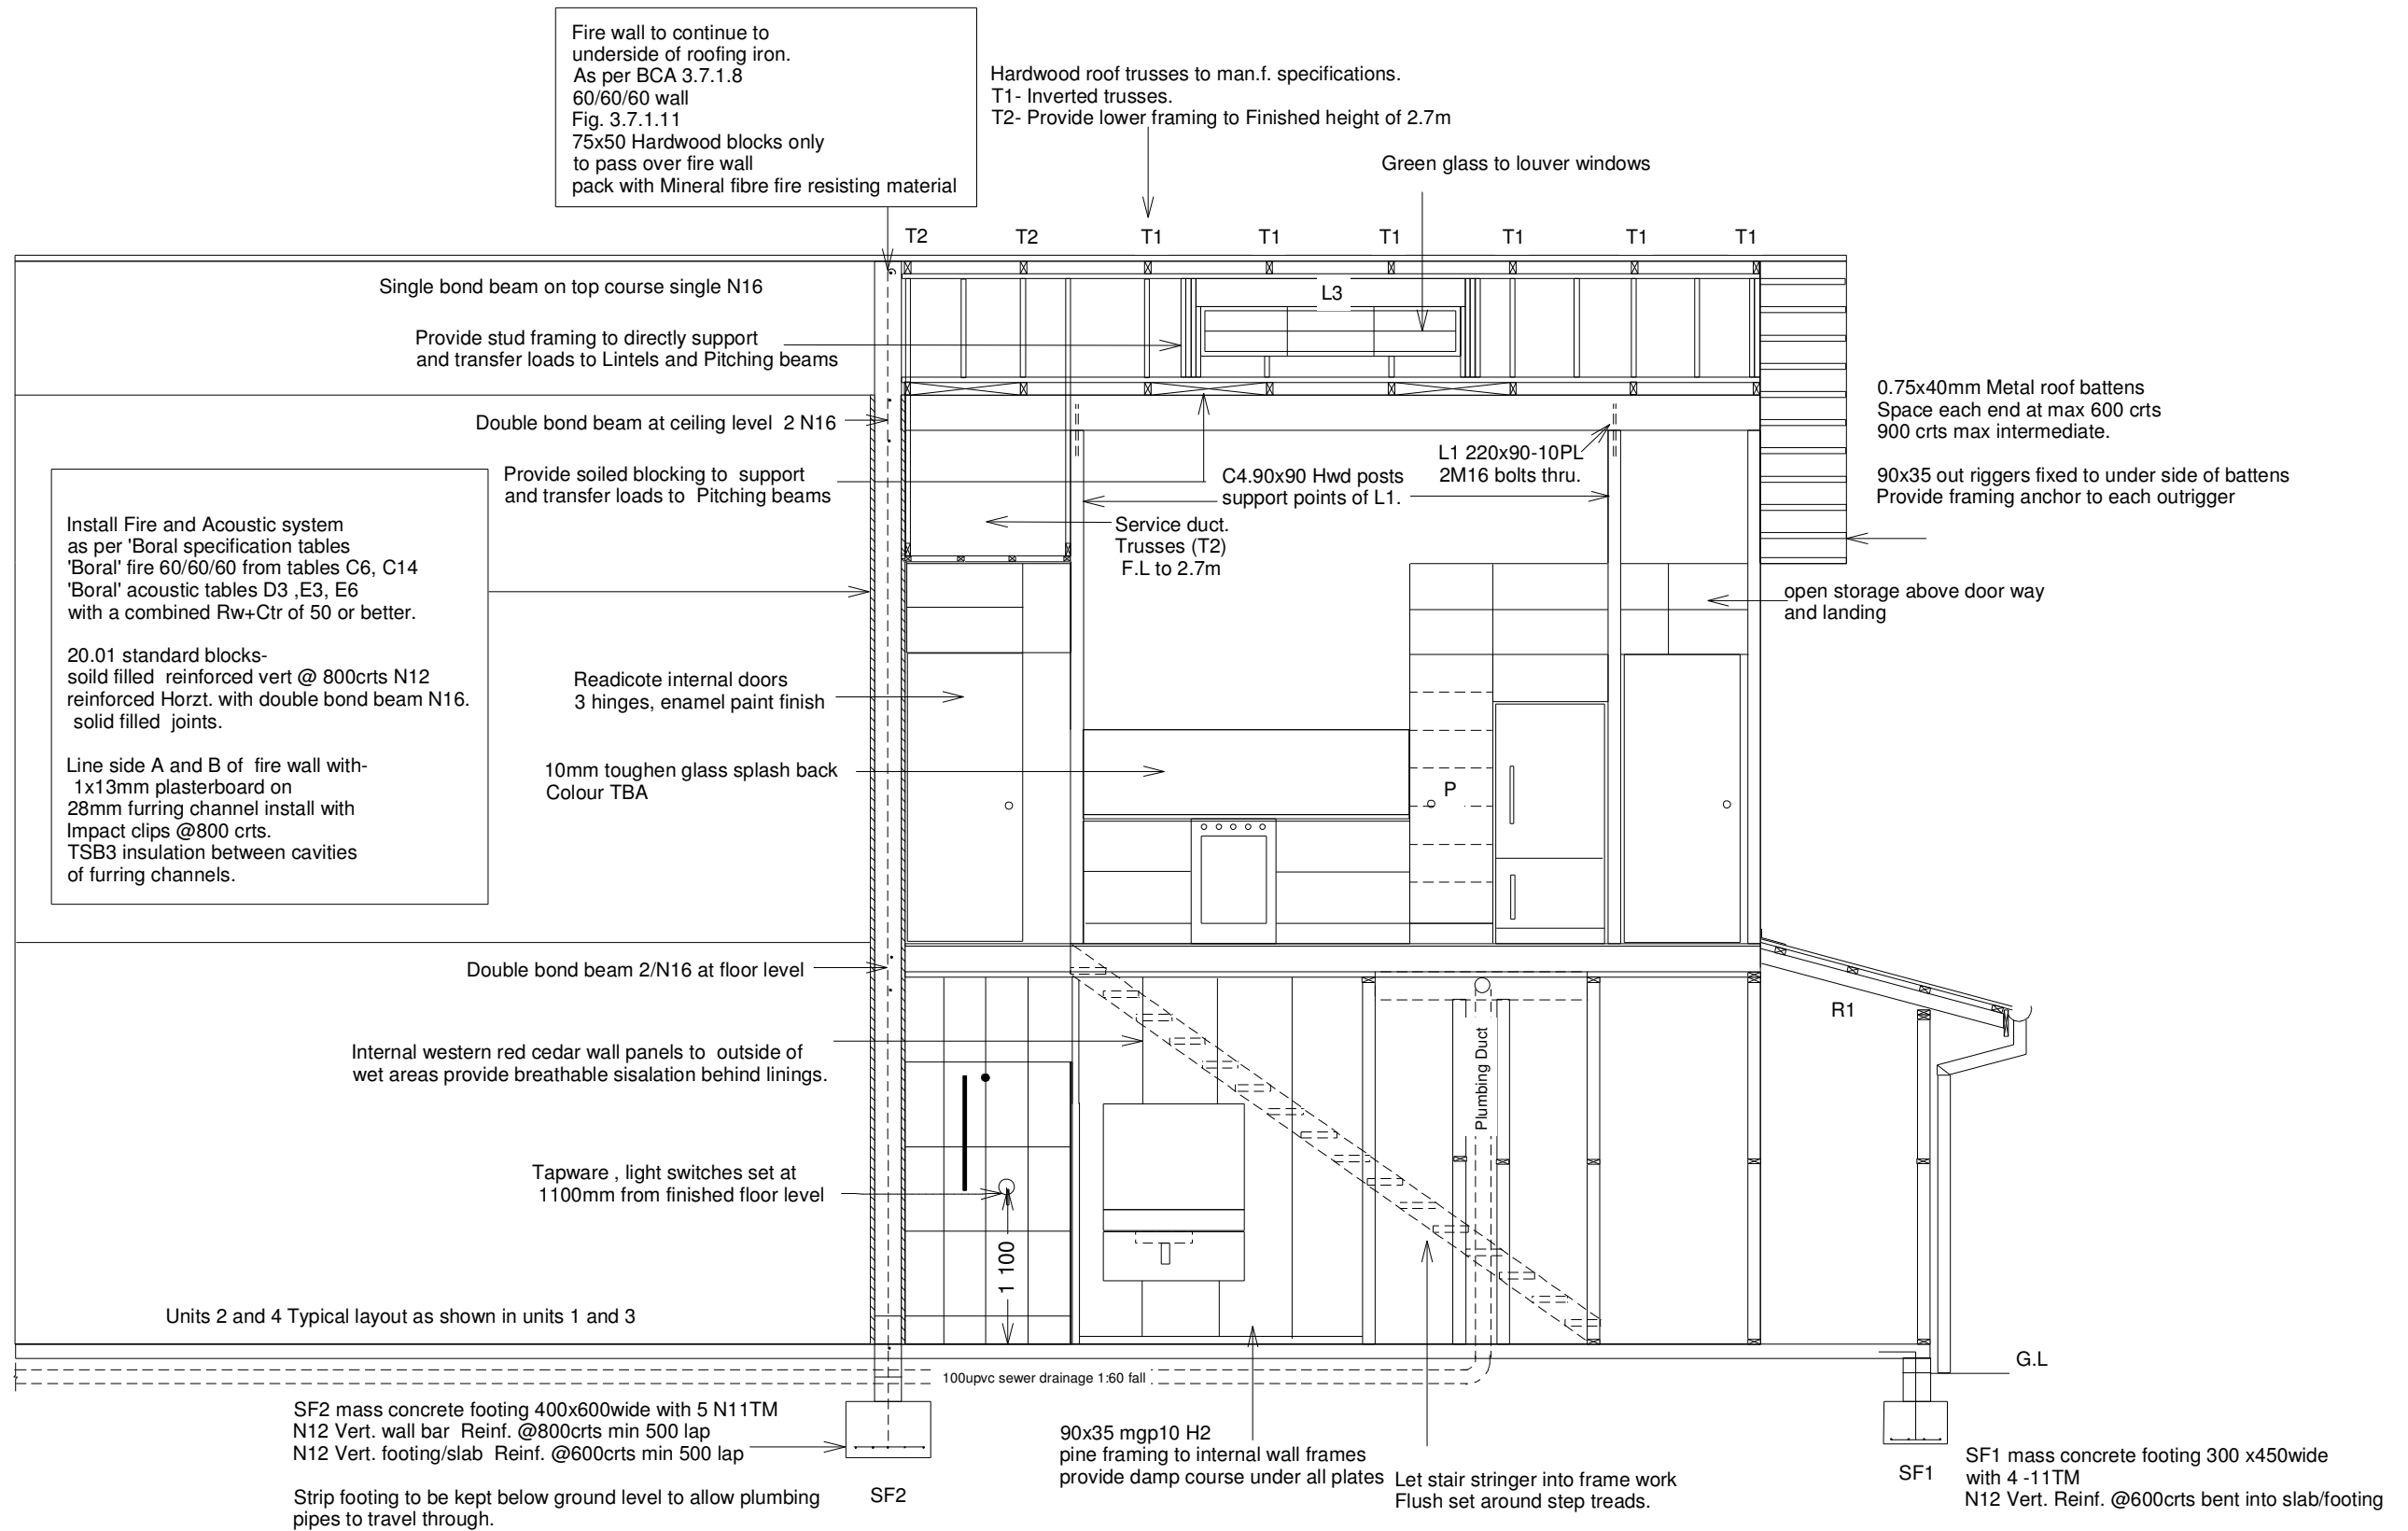 Fire wall to continue to
underside of roofing iron.
As per BCA 3.7.1.8
60/60/60 wall
Fig. 3.7.1.11
75x50 Hardwood blocks only
to pass over fire wall
pack with Mineral fibre fire resisting material
Hardwood roof trusses to man.f. specifications.
T1- Inverted trusses.
T2- Provide lower framing to Finished height of 2.7m
Green glass to louver windows
T2
T2
T1
T1
T1
T1
T1
T1
Single bond beam on top course single N16
L3
Provide stud framing to directly support
and transfer loads to Lintels and Pitching beams
0.75x40mm Metal roof battens
Space each end at max 600 crts
900 crts max intermediate.
90x35 out riggers fixed to under side of battens
Provide framing anchor to each outrigger
Double bond beam at ceiling level 2 N16
Provide soiled blocking to support
and transfer loads to Pitching beams
C4.90x90 Hwd posts
support points of L1.
L1 220x90-10PL
2M16 bolts thru.
Service duct.
Trusses (T2)
F.L to 2.7m
Install Fire and Acoustic system
as per 'Boral specification tables
'Boral' fire 60/60/60 from tables C6, C14
'Boral' acoustic tables D3 ,E3, E6
with a combined Rw+Ctr of 50 or better.
20.01 standard blocks-
soild filled reinforced vert @ 800crts N12
reinforced Horzt. with double bond beam N16.
solid filled joints.
Line side A and B of fire wall with-
1x13mm plasterboard on
28mm furring channel install with
Impact clips @800 crts.
TSB3 insulation between cavities
of furring channels.
open storage above door way
and landing
Readicote internal doors
3 hinges, enamel paint finish
10mm toughen glass splash back
Colour TBA
P
Double bond beam 2/N16 at floor level
R1
Internal western red cedar wall panels to outside of
wet areas provide breathable sisalation behind linings.
Plumbing Duct
Tapware , light switches set at
1100mm from finished floor level
1 100
Units 2 and 4 Typical layout as shown in units 1 and 3
G.L
100upvc sewer drainage 1:60 fall
SF2 mass concrete footing 400x600wide with 5 N11TM
N12 Vert. wall bar Reinf. @800crts min 500 lap
N12 Vert. footing/slab Reinf. @600crts min 500 lap
Strip footing to be kept below ground level to allow plumbing
pipes to travel through.
SF2
90x35 mgp10 H2
pine framing to internal wall frames
provide damp course under all plates
Let stair stringer into frame work
Flush set around step treads.
SF1
SF1 mass concrete footing 300 x450wide
with 4 -11TM
N12 Vert. Reinf. @600crts bent into slab/footing